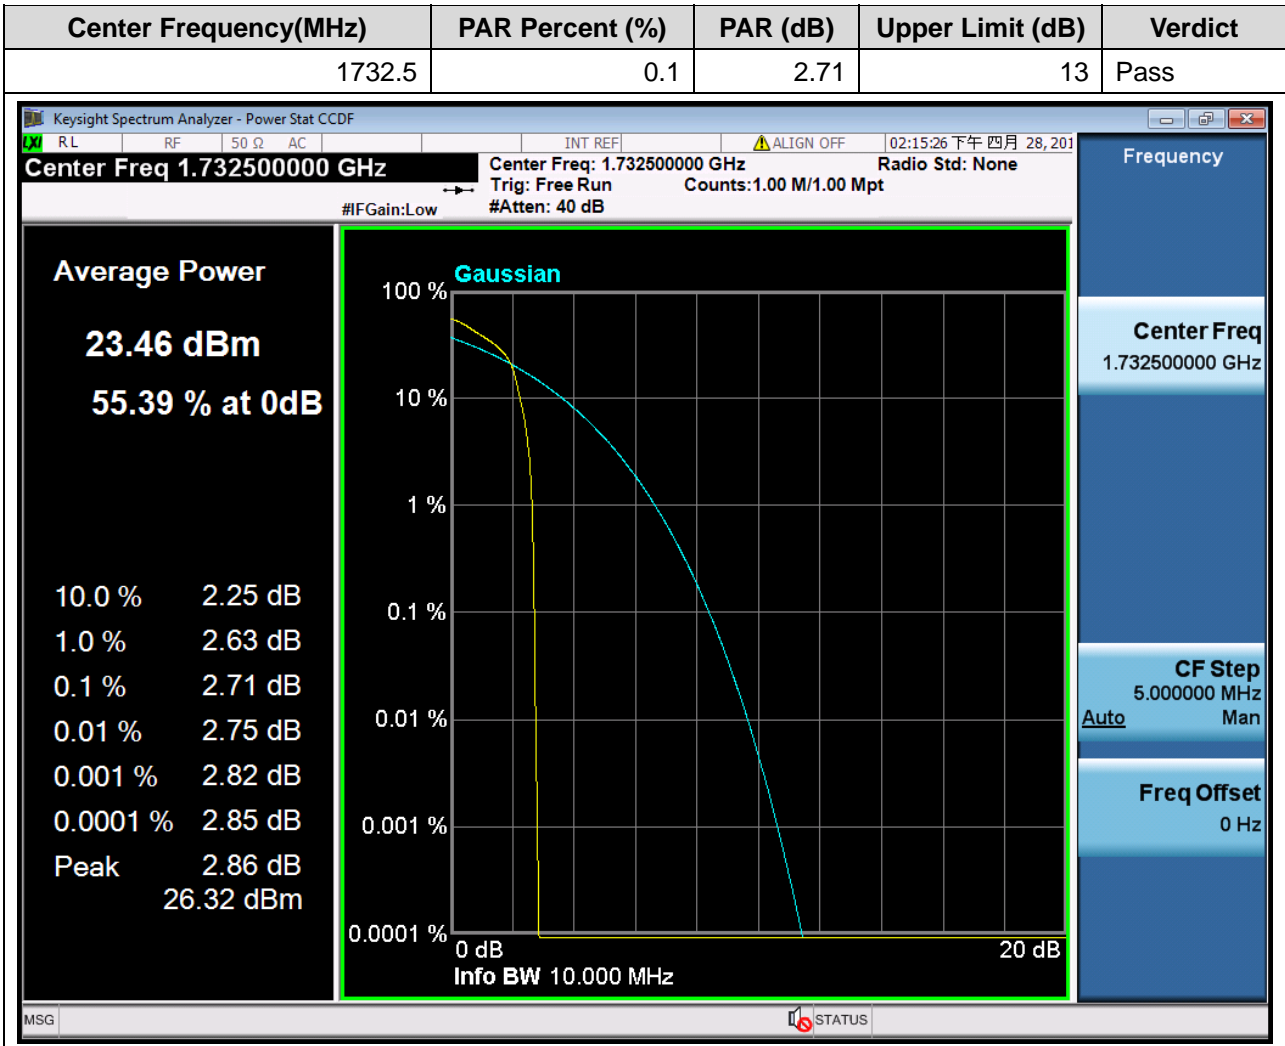 Center Frequency(MHz) PAR Percent (%) PAR (dB) Upper Limit (dB) Verdict
1732.5 0.1 2.71 13 Pass
Keysight Spectrum Analyzer - Power Stat CCDF
LXI RL RF 50 Ω AC INT REF ALIGN OFF 02:15:26 下午 四月 28, 201
Center Freq 1.732500000 GHz
Center Freq: 1.732500000 GHz Radio Std: None
Trig: Free Run Counts:1.00 M/1.00 Mpt
#IFGain:Low #Atten: 40 dB
Average Power
23.46 dBm
55.39 % at 0dB
10.0 % 2.25 dB
1.0 % 2.63 dB
0.1 % 2.71 dB
0.01 % 2.75 dB
0.001 % 2.82 dB
0.0001 % 2.85 dB
Peak 2.86 dB
26.32 dBm
Gaussian
100 %
10 %
1 %
0.1 %
0.01 %
0.001 %
0.0001 %
0 dB 20 dB
Info BW 10.000 MHz
Frequency
Center Freq
1.732500000 GHz
CF Step
5.000000 MHz
Auto Man
Freq Offset
0 Hz
MSG STATUS